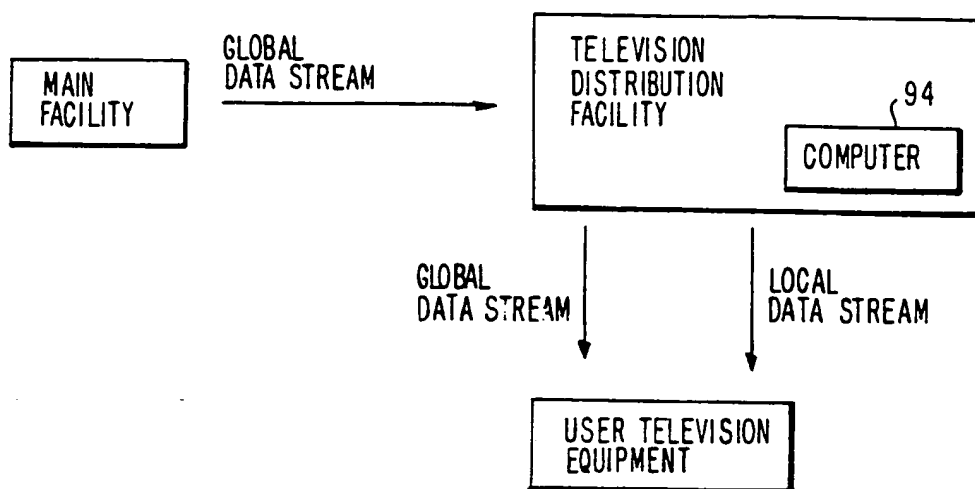 MAIN
FACILITY
GLOBAL
DATA STREAM
TELEVISION
DISTRIBUTION
FACILITY
94
COMPUTER
GLOBAL
DATA STREAM
LOCAL
DATA STREAM
USER TELEVISION
EQUIPMENT